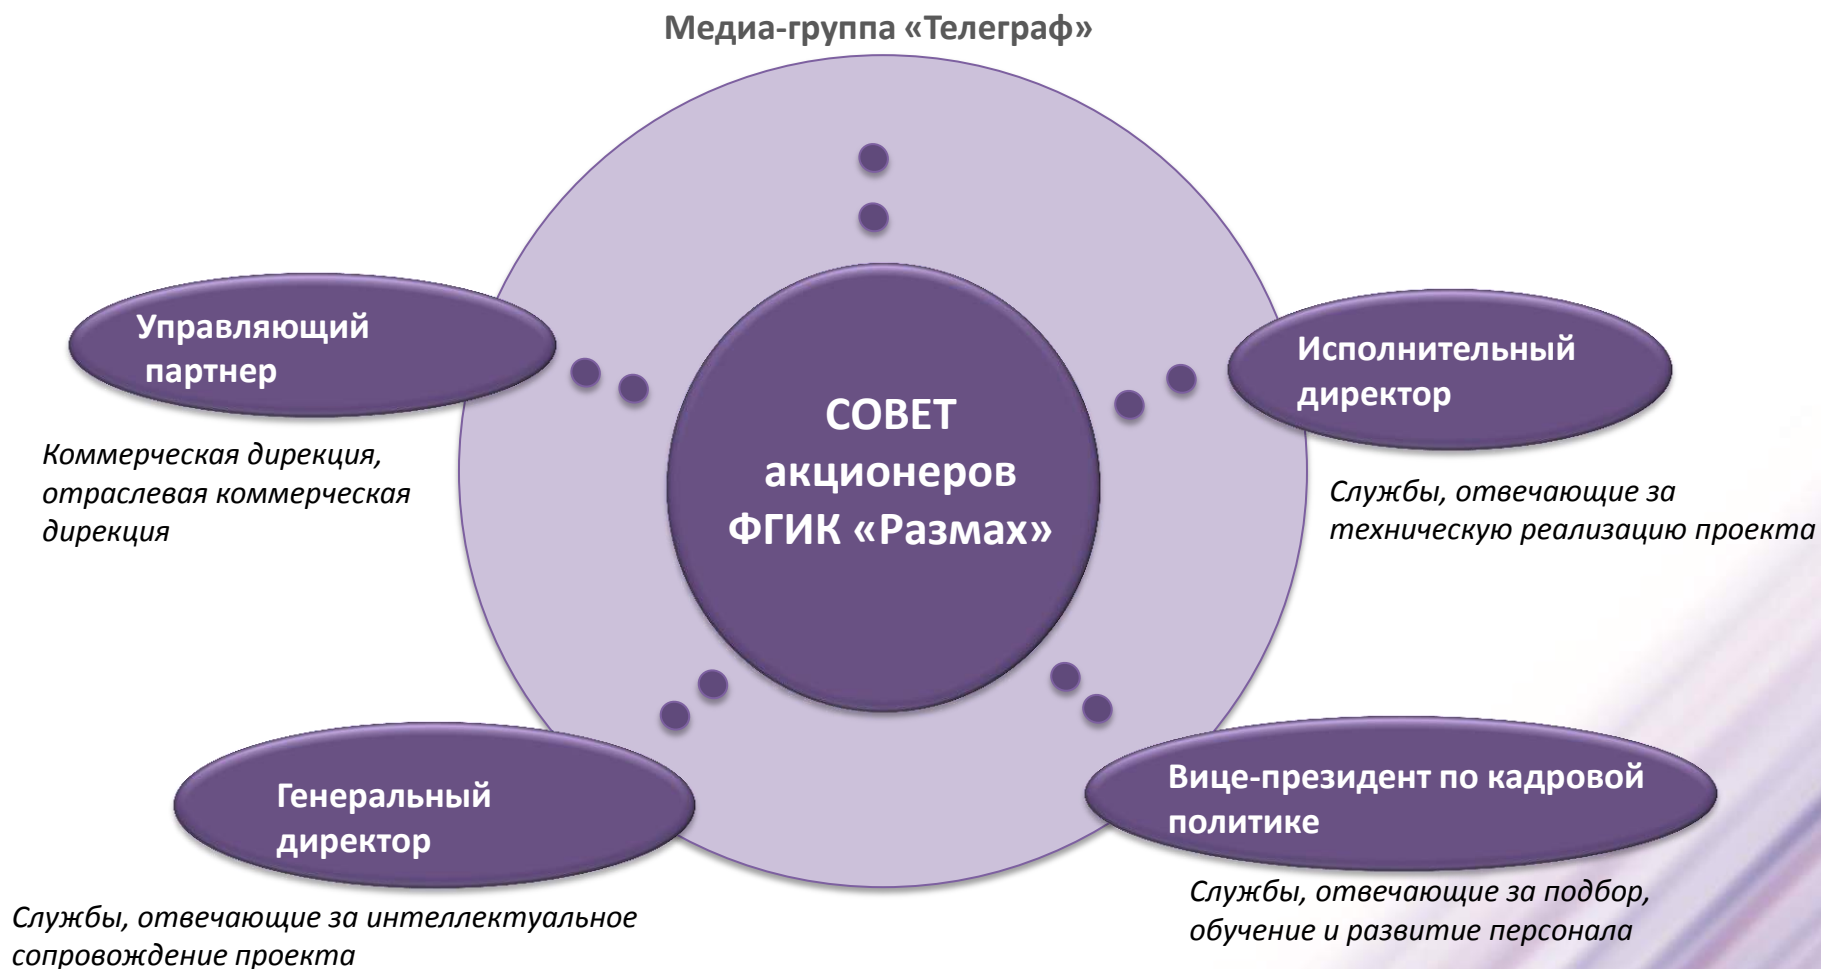 Медиа-группа «Телеграф»
Управляющий
партнер
Коммерческая дирекция,
отраслевая коммерческая
дирекция
СОВЕТ
акционеров
ФГИК «Размах»
Исполнительный
директор
Службы, отвечающие за
техническую реализацию проекта
Генеральный
директор
Службы, отвечающие за интеллектуальное
сопровождение проекта
Вице-президент по кадровой
политике
Службы, отвечающие за подбор,
обучение и развитие персонала